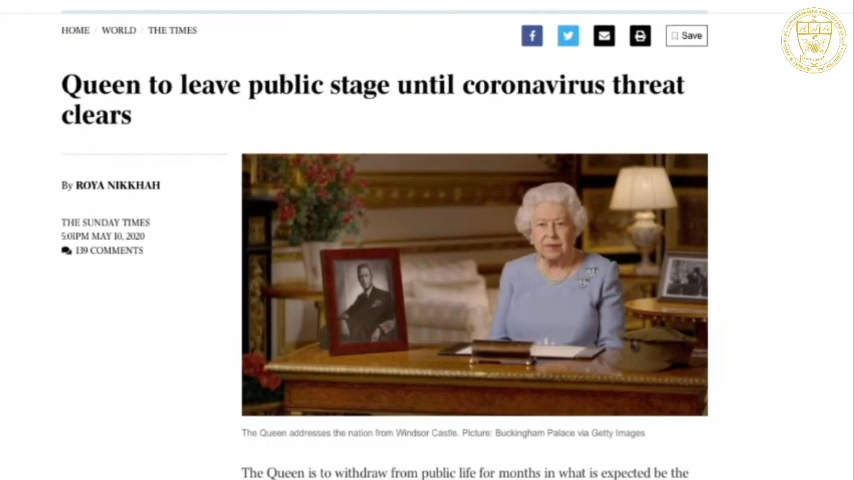 HOME / WORLD / THE TIMES
Save
Queen to leave public stage until coronavirus threat
clears
By ROYA NIKKHAH
THE SUNDAY TIMES
5:01PM MAY 10, 2020
139 COMMENTS
The Queen addresses the nation from Windsor Castle. Picture: Buckingham Palace via Getty Images
The Queen is to withdraw from public life for months in what is expected be the